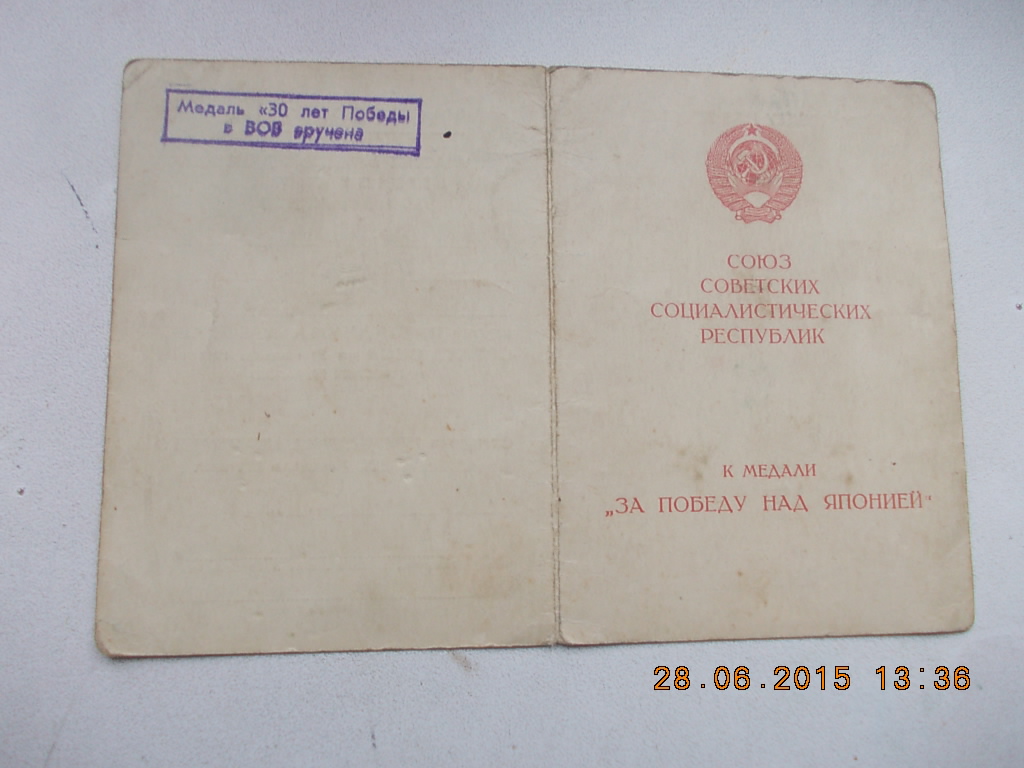 Медаль «30 лет Победы
в ВОВ вручена
СОЮЗ
СОВЕТСКИХ
СОЦИАЛИСТИЧЕСКИХ
РЕСПУБЛИК
К МЕДАЛИ
„ЗА ПОБЕДУ НАД ЯПОНИЕЙ“
28.06.2015 13:36